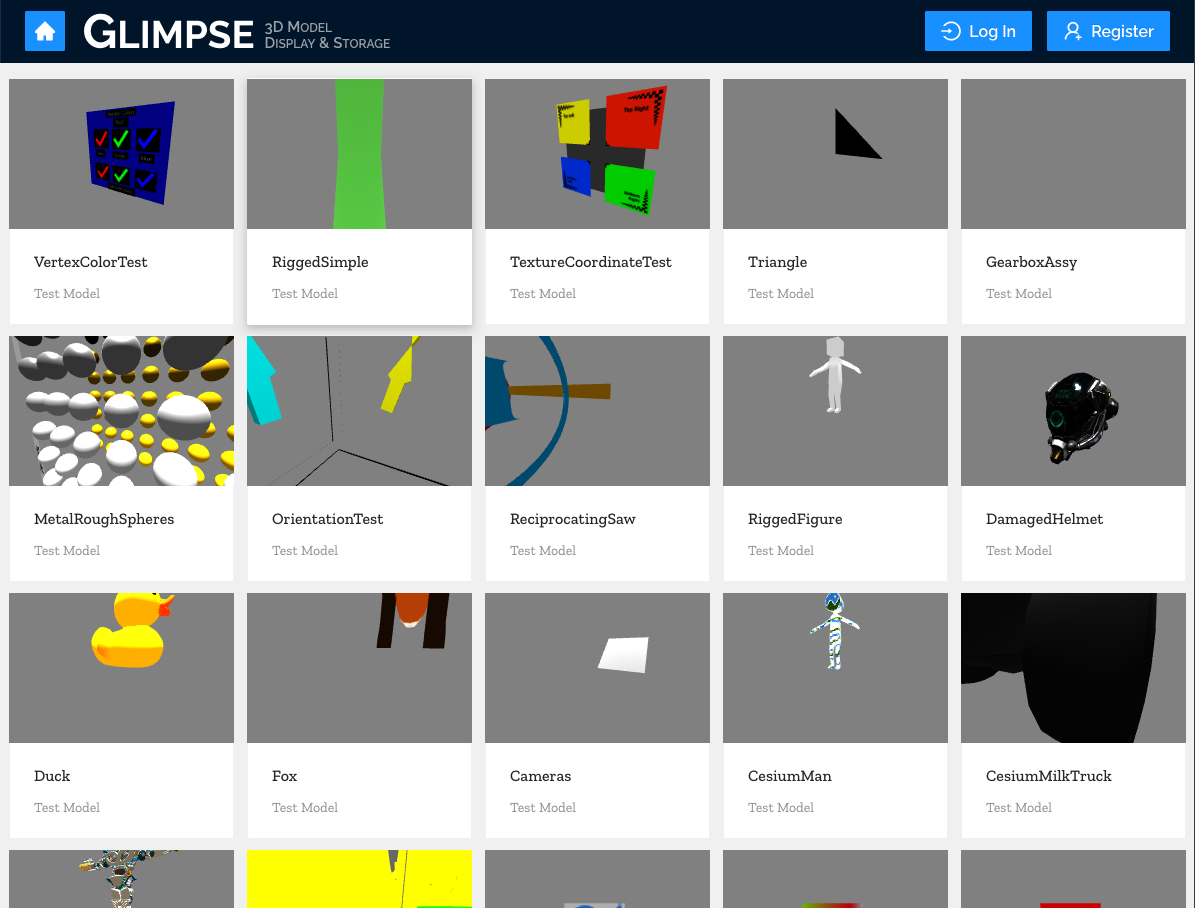 GLIMPSE
3D MODEL
DISPLAY & STORAGE
Log In
Register
VertexColorTest
Test Model
RiggedSimple
Test Model
Top Right
TextureCoordinateTest
Test Model
Triangle
Test Model
GearboxAssy
Test Model
MetalRoughSpheres
Test Model
OrientationTest
Test Model
ReciprocatingSaw
Test Model
RiggedFigure
Test Model
DamagedHelmet
Test Model
Duck
Test Model
Fox
Test Model
Cameras
Test Model
CesiumMan
Test Model
CesiumMilkTruck
Test Model